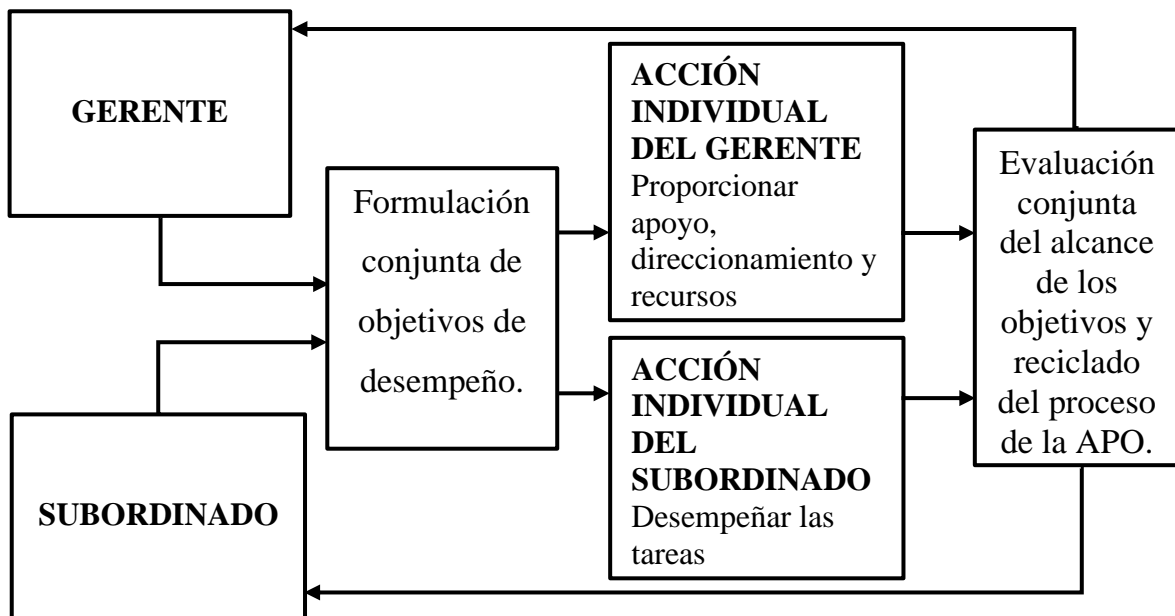 GERENTE
SUBORDINADO
Formulación
conjunta de
objetivos de
desempeño.
ACCIÓN
INDIVIDUAL
DEL GERENTE
Proporcionar
apoyo,
direccionamiento y
recursos
ACCIÓN
INDIVIDUAL
DEL
SUBORDINADO
Desempeñar las
tareas
Evaluación
conjunta
del alcance
de los
objetivos y
reciclado
del proceso
de la APO.